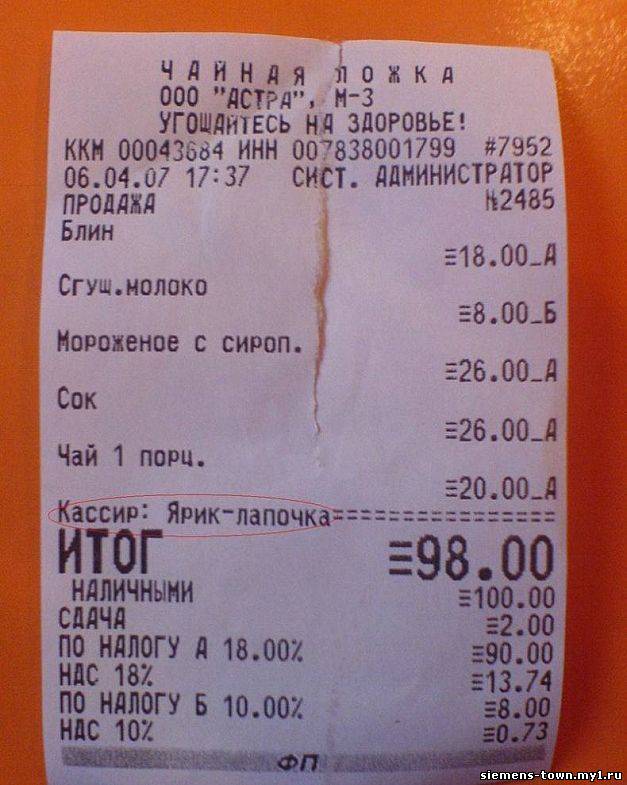 ЧАЙНАЯ ЛОЖКА
ООО "АСТРА", М-3
УГОЩАЙТЕСЬ НА ЗДОРОВЬЕ!
ККМ 00043684 ИНН 007838001799 #7952
06.04.07 17:37 СИСТ. АДМИНИСТРАТОР
ПРОДАЖА №2485
Блин
≡18.00_А
Сгущ.молоко
≡8.00_Б
Мороженое с сироп.
≡26.00_А
Сок
≡26.00_А
Чай 1 порц.
≡20.00_А
Кассир: Ярик-лапочка==============
ИТОГ ≡98.00
НАЛИЧНЫМИ ≡100.00
СДАЧА ≡2.00
ПО НАЛОГУ А 18.00% ≡90.00
НДС 18% ≡13.74
ПО НАЛОГУ Б 10.00% ≡8.00
НДС 10% ≡0.73
ФП
siemens-town.my1.ru